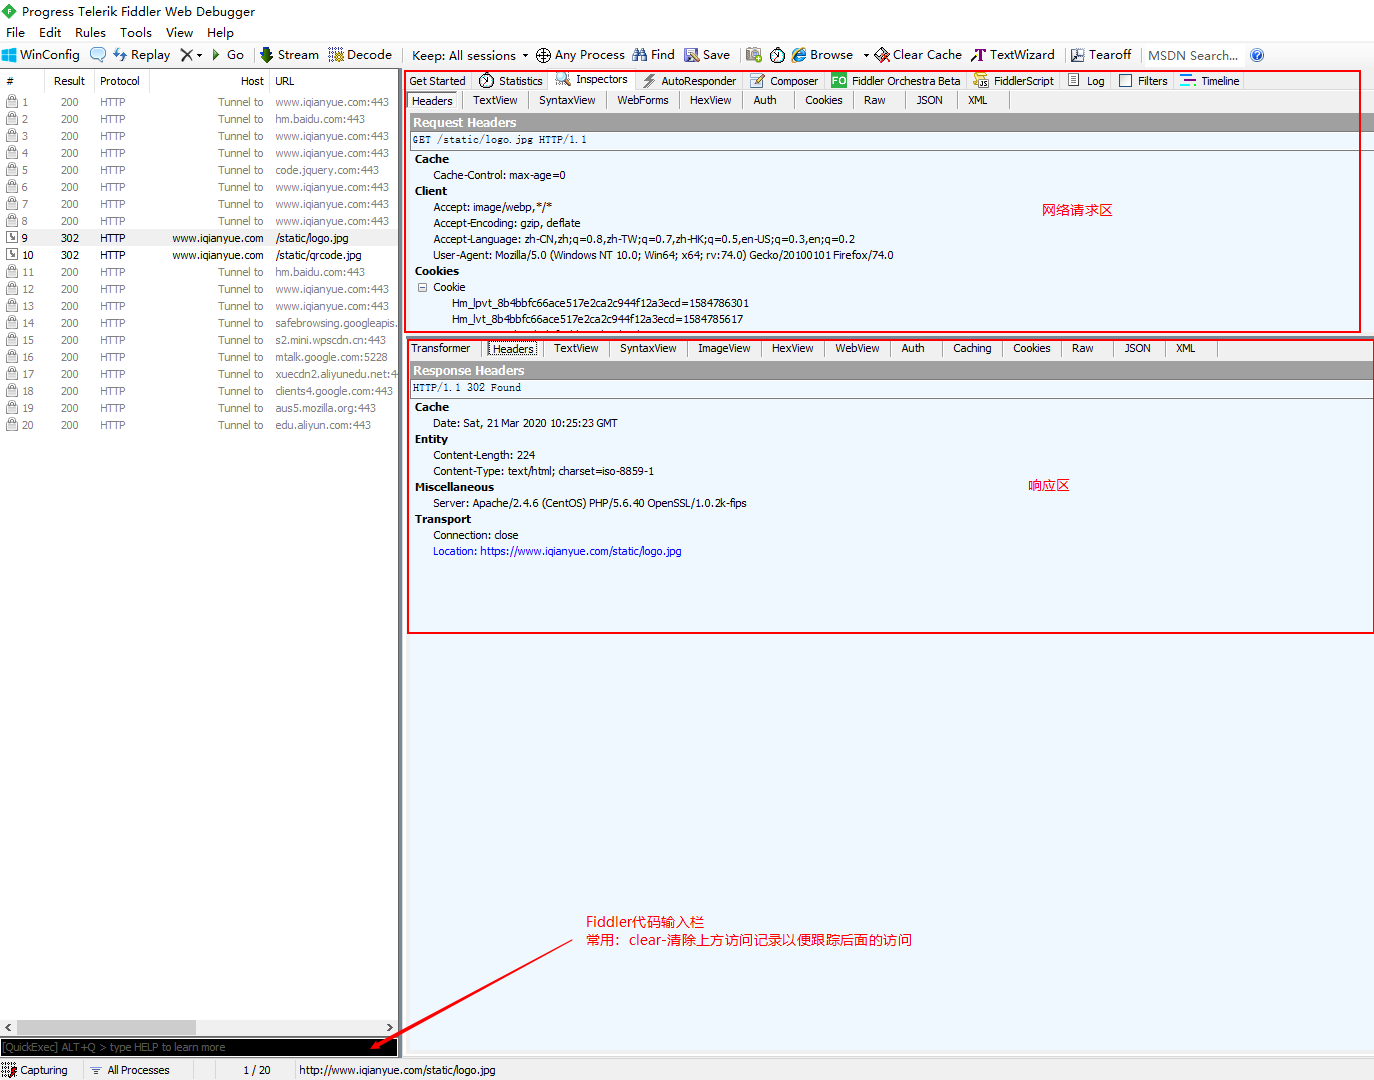 Progress Telerik Fiddler Web Debugger
File Edit Rules Tools View Help
WinConfig Replay Go Stream Decode Keep: All sessions Any Process Find Save Browse Clear Cache TextWizard Tearoff MSDN Search...
# Result Protocol Host URL
1 200 HTTP Tunnel to www.iqianyue.com:443
2 200 HTTP Tunnel to hm.baidu.com:443
3 200 HTTP Tunnel to www.iqianyue.com:443
4 200 HTTP Tunnel to www.iqianyue.com:443
5 200 HTTP Tunnel to code.jquery.com:443
6 200 HTTP Tunnel to www.iqianyue.com:443
7 200 HTTP Tunnel to www.iqianyue.com:443
8 200 HTTP Tunnel to www.iqianyue.com:443
9 302 HTTP www.iqianyue.com /static/logo.jpg
10 302 HTTP www.iqianyue.com /static/qrcode.jpg
11 200 HTTP Tunnel to hm.baidu.com:443
12 200 HTTP Tunnel to www.iqianyue.com:443
13 200 HTTP Tunnel to www.iqianyue.com:443
14 200 HTTP Tunnel to safebrowsing.googleapis.
15 200 HTTP Tunnel to s2.mini.wpscdn.cn:443
16 200 HTTP Tunnel to mtalk.google.com:5228
17 200 HTTP Tunnel to xuecdn2.aliyunedu.net:4
18 200 HTTP Tunnel to clients4.google.com:443
19 200 HTTP Tunnel to aus5.mozilla.org:443
20 200 HTTP Tunnel to edu.aliyun.com:443
Get Started Statistics Inspectors AutoResponder Composer FO Fiddler Orchestra Beta FiddlerScript Log Filters Timeline
Headers TextView SyntaxView WebForms HexView Auth Cookies Raw JSON XML
Request Headers
GET /static/logo.jpg HTTP/1.1
Cache
Cache-Control: max-age=0
Client
Accept: image/webp,*/*
Accept-Encoding: gzip, deflate
Accept-Language: zh-CN,zh;q=0.8,zh-TW;q=0.7,zh-HK;q=0.5,en-US;q=0.3,en;q=0.2
User-Agent: Mozilla/5.0 (Windows NT 10.0; Win64; x64; rv:74.0) Gecko/20100101 Firefox/74.0
Cookies
Cookie
Hm_lpvt_8b4bbfc66ace517e2ca2c944f12a3ecd=1584786301
Hm_lvt_8b4bbfc66ace517e2ca2c944f12a3ecd=1584785617
网络请求区
Transformer Headers TextView SyntaxView ImageView HexView WebView Auth Caching Cookies Raw JSON XML
Response Headers
HTTP/1.1 302 Found
Cache
Date: Sat, 21 Mar 2020 10:25:23 GMT
Entity
Content-Length: 224
Content-Type: text/html; charset=iso-8859-1
Miscellaneous
Server: Apache/2.4.6 (CentOS) PHP/5.6.40 OpenSSL/1.0.2k-fips
Transport
Connection: close
Location: https://www.iqianyue.com/static/logo.jpg
响应区
Fiddler代码输入栏
常用：clear-清除上方访问记录以便跟踪后面的访问
[QuickExec] ALT+Q > type HELP to learn more
Capturing All Processes 1 / 20 http://www.iqianyue.com/static/logo.jpg